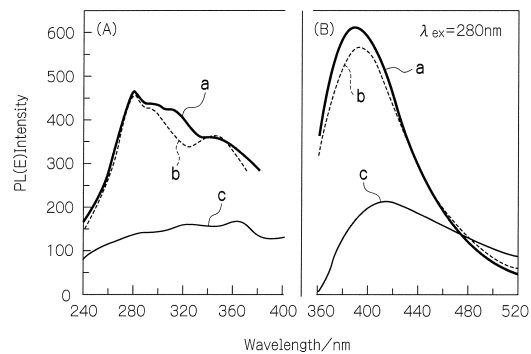 (A)
(B)
λex=280nm
PL(E)Intensity
600
500
400
300
200
100
0
a
b
c
a
b
c
240 280 320 360 400
360 400 440 480 520
Wavelength/nm